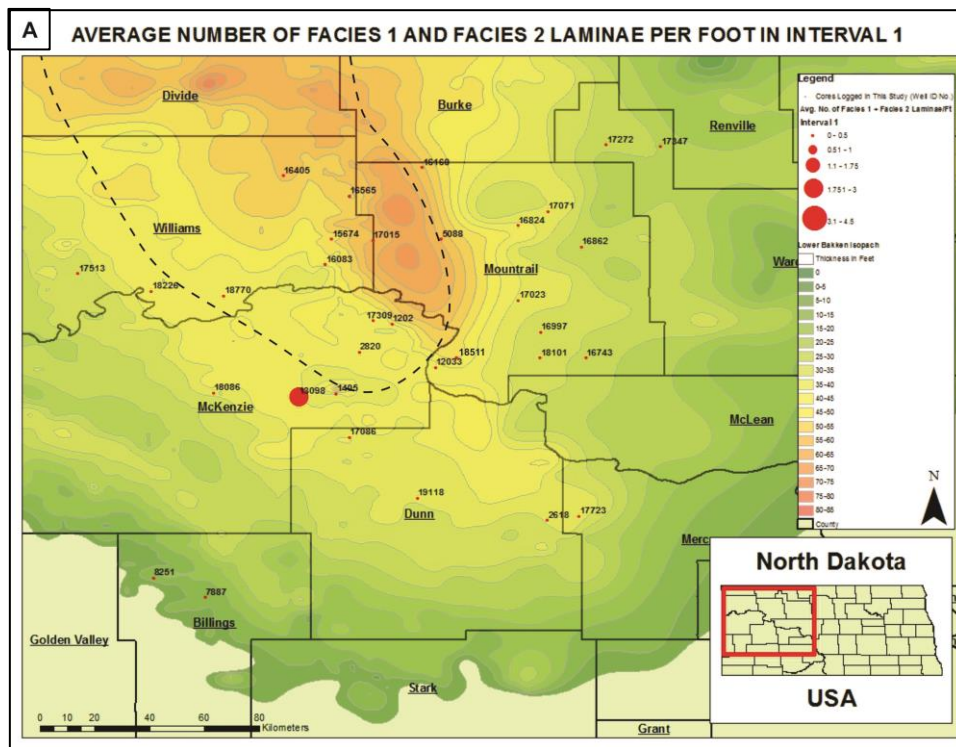 A
AVERAGE NUMBER OF FACIES 1 AND FACIES 2 LAMINAE PER FOOT IN INTERVAL 1
Divide
Burke
Renville
17272
17347
16160
16405
16565
17071
16824
Williams
15674
17015
5088
16862
16083
Mountrail
17513
18226
18770
17023
17309
1202
16997
2820
18511
18101
16743
12033
18086
McKenzie
McLean
17086
19118
Dunn
2618
17723
8251
7887
Billings
Golden Valley
Stark
Grant
0 10 20 40 60 80
Kilometers
Legend
Cores Logged in This Study (Well ID No.)
Avg. No. of Facies 1 + Facies 2 Laminae/Ft
Interval 1
0 - 0.5
0.51 - 1
1.1 - 1.75
1.751 - 3
3.1 - 4.5
Lower Bakken Isopach
Thickness in Feet
0
0-5
5-10
10-15
15-20
20-25
25-30
30-35
35-40
40-45
45-50
50-55
55-60
60-65
65-70
70-75
75-80
80-85
County
N
North Dakota
USA